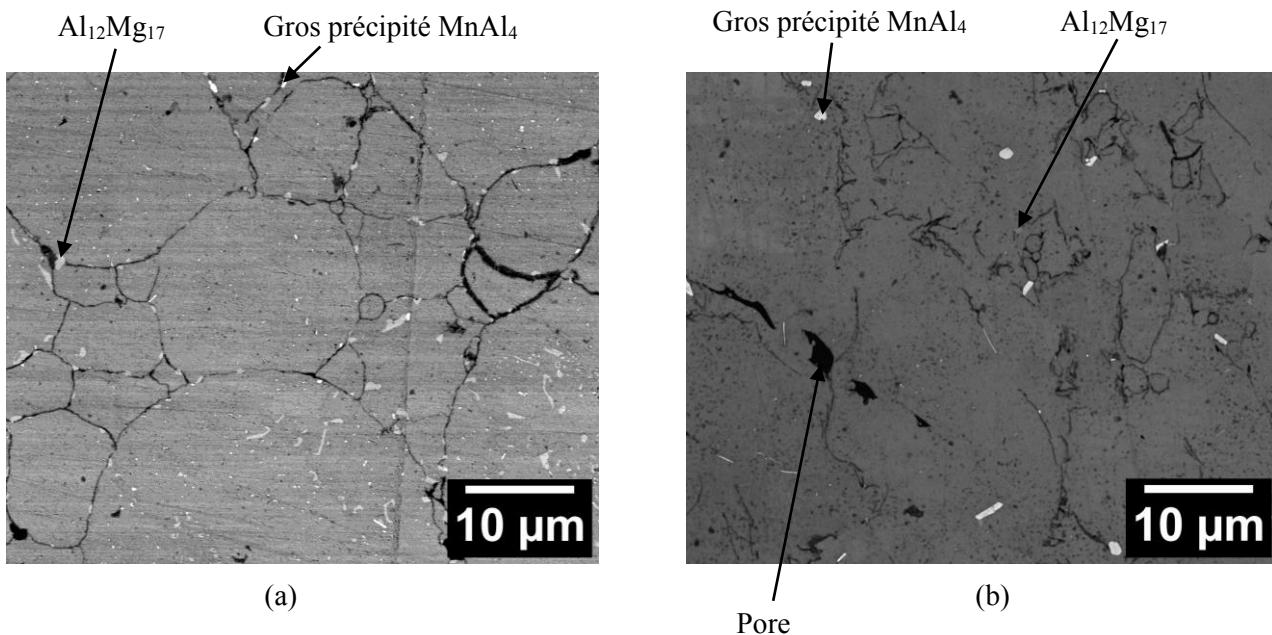 Al₁₂Mg₁₇ Gros précipité MnAl₄
Gros précipité MnAl₄ Al₁₂Mg₁₇
10 µm
10 µm
(a)
(b)
Pore